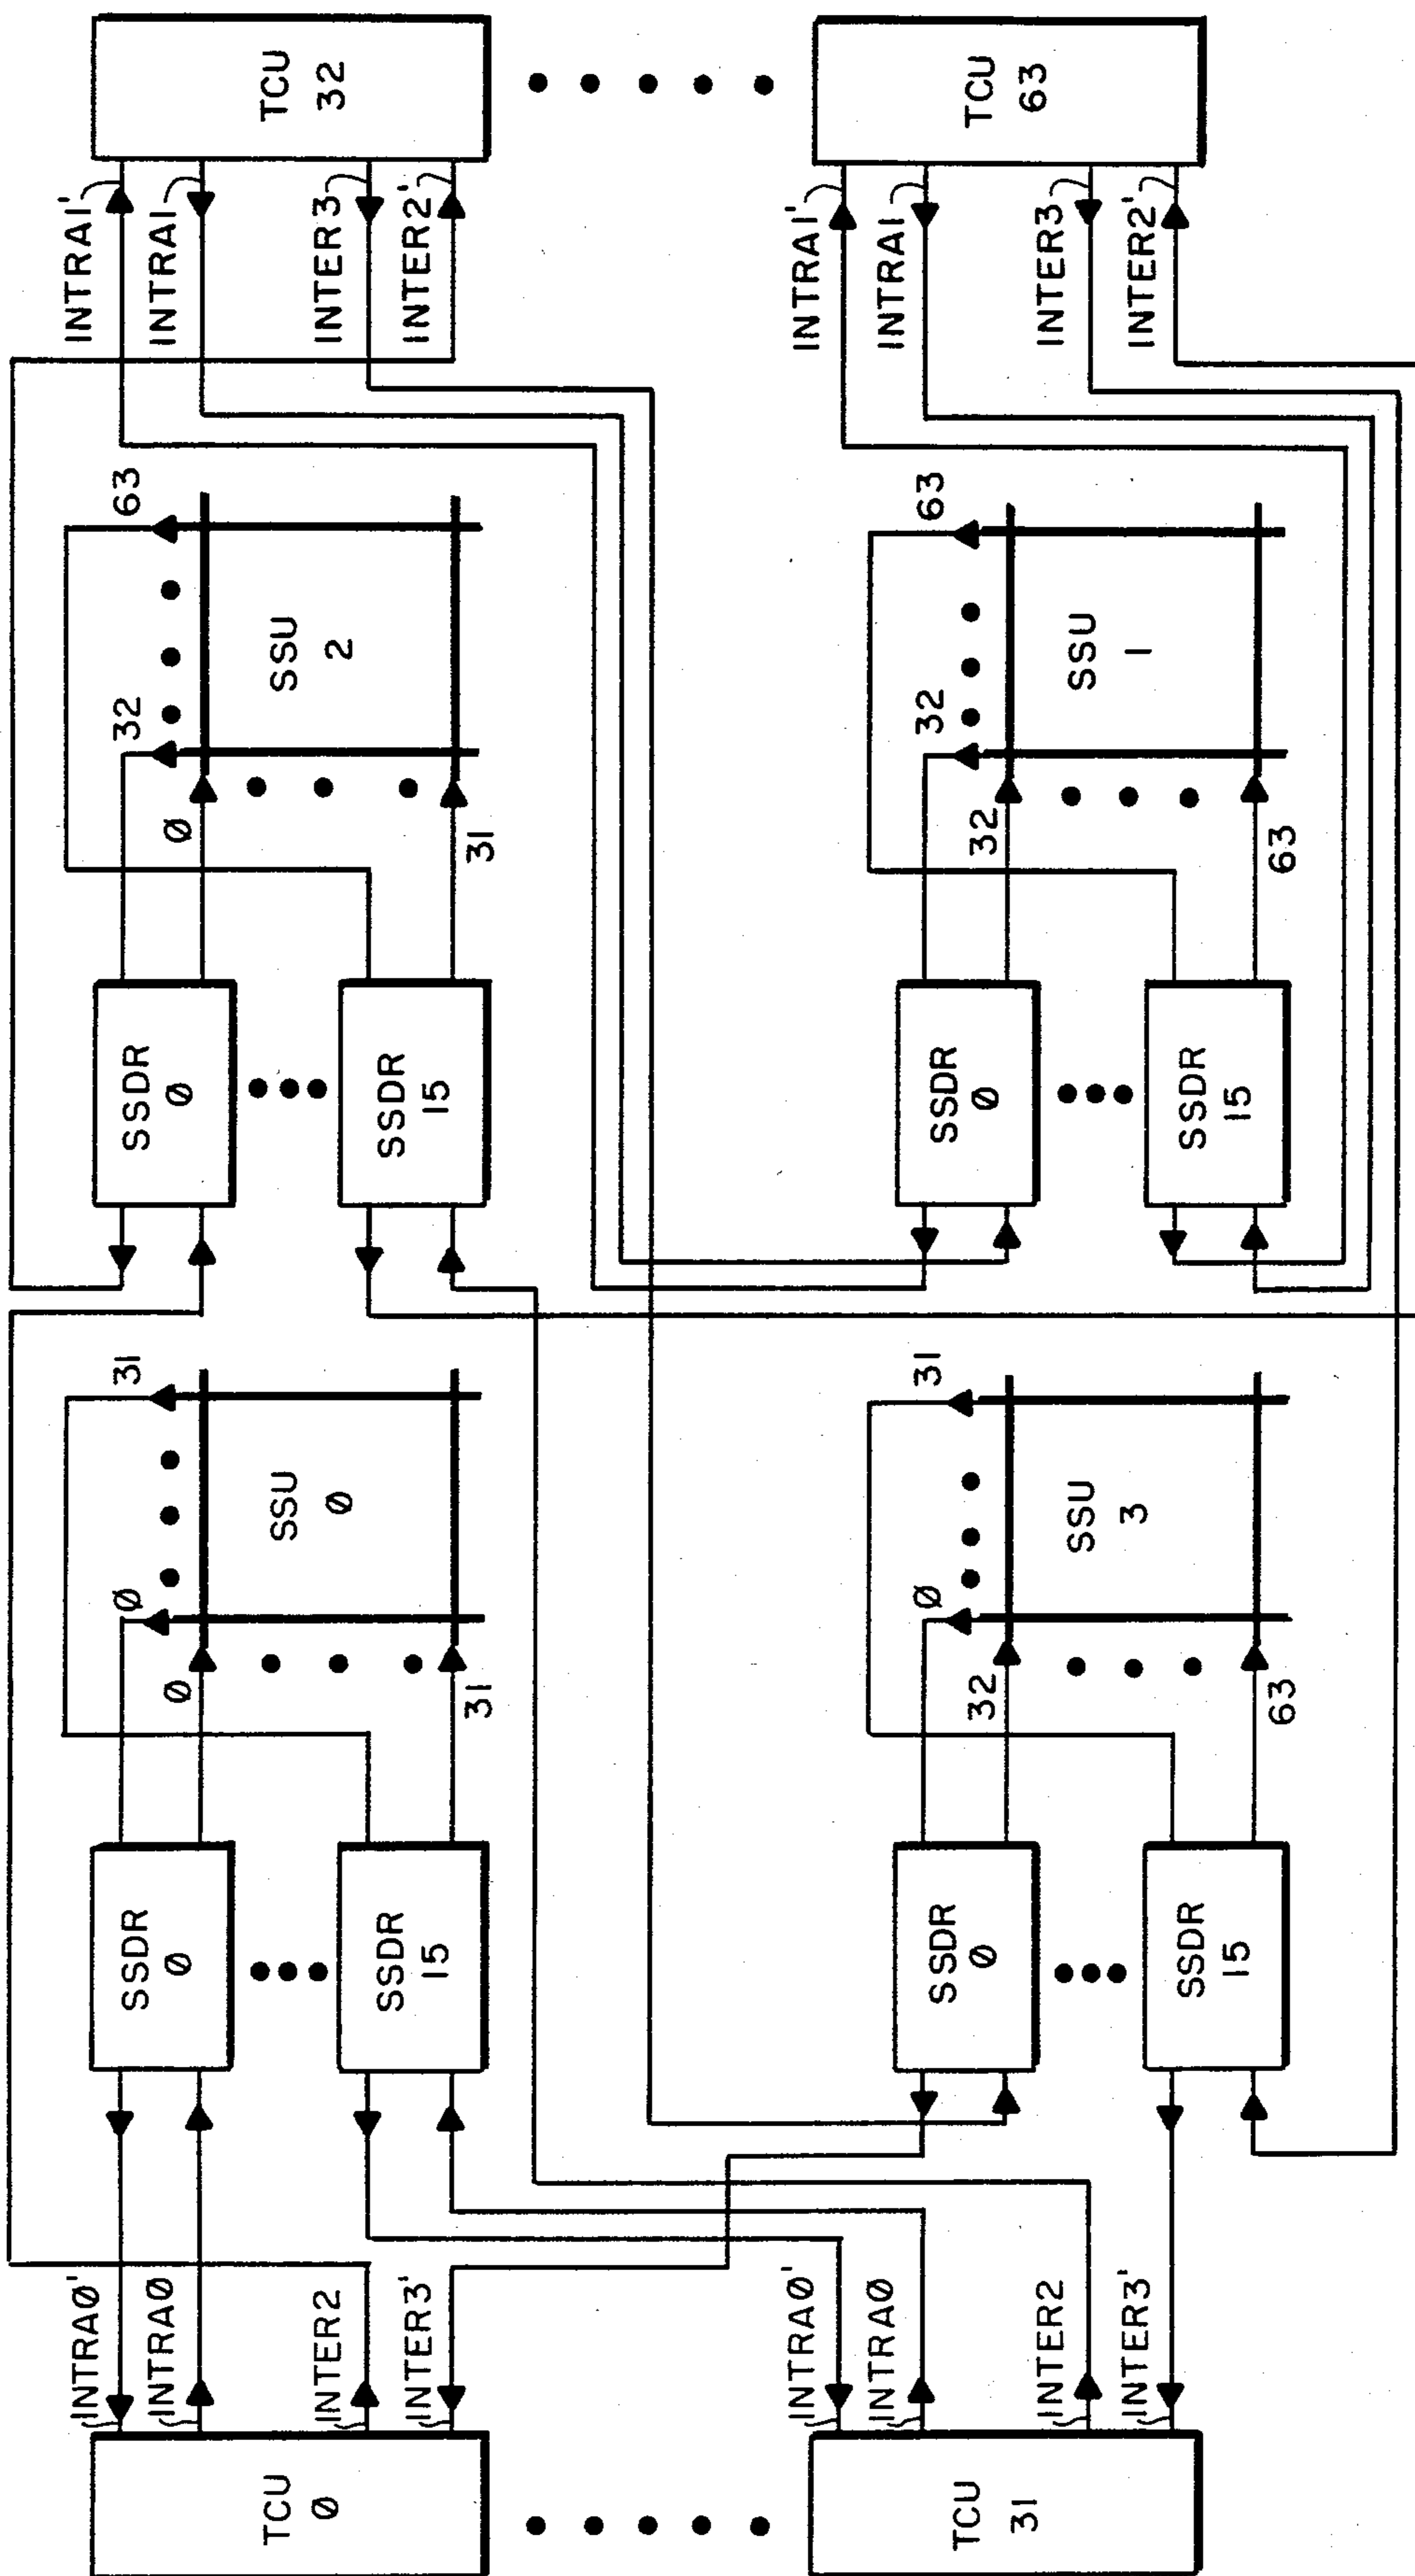 TCU
32
TCU
63
INTRA1'
INTRA1
INTER3
INTER2'
INTRA1'
INTRA1
INTER3
INTER2'
63
32
SSU
2
Ø
31
63
32
SSU
1
32
63
SSDR
Ø
SSDR
15
SSDR
Ø
SSDR
15
31
Ø
SSU
Ø
Ø
31
31
Ø
SSU
3
32
63
SSDR
Ø
SSDR
15
SSDR
Ø
SSDR
15
INTRAØ'
INTRAØ
INTER2
INTER3'
INTRAØ'
INTRAØ
INTER2
INTER3'
TCU
Ø
TCU
31